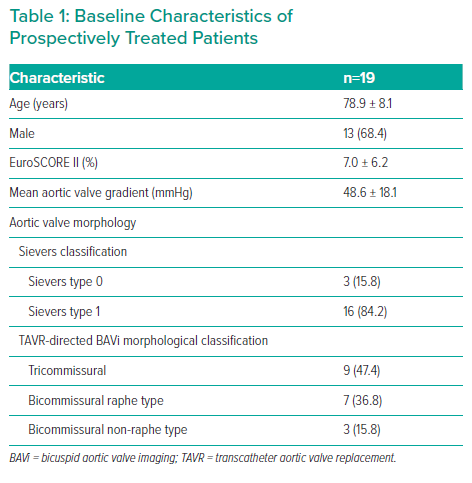 Table 1: Baseline Characteristics of
Prospectively Treated Patients
Characteristic n=19
Age (years) 78.9 ± 8.1
Male 13 (68.4)
EuroSCORE II (%) 7.0 ± 6.2
Mean aortic valve gradient (mmHg) 48.6 ± 18.1
Aortic valve morphology
Sievers classification
Sievers type 0 3 (15.8)
Sievers type 1 16 (84.2)
TAVR-directed BAVi morphological classification
Tricommissural 9 (47.4)
Bicommissural raphe type 7 (36.8)
Bicommissural non-raphe type 3 (15.8)
BAVi = bicuspid aortic valve imaging; TAVR = transcatheter aortic valve replacement.